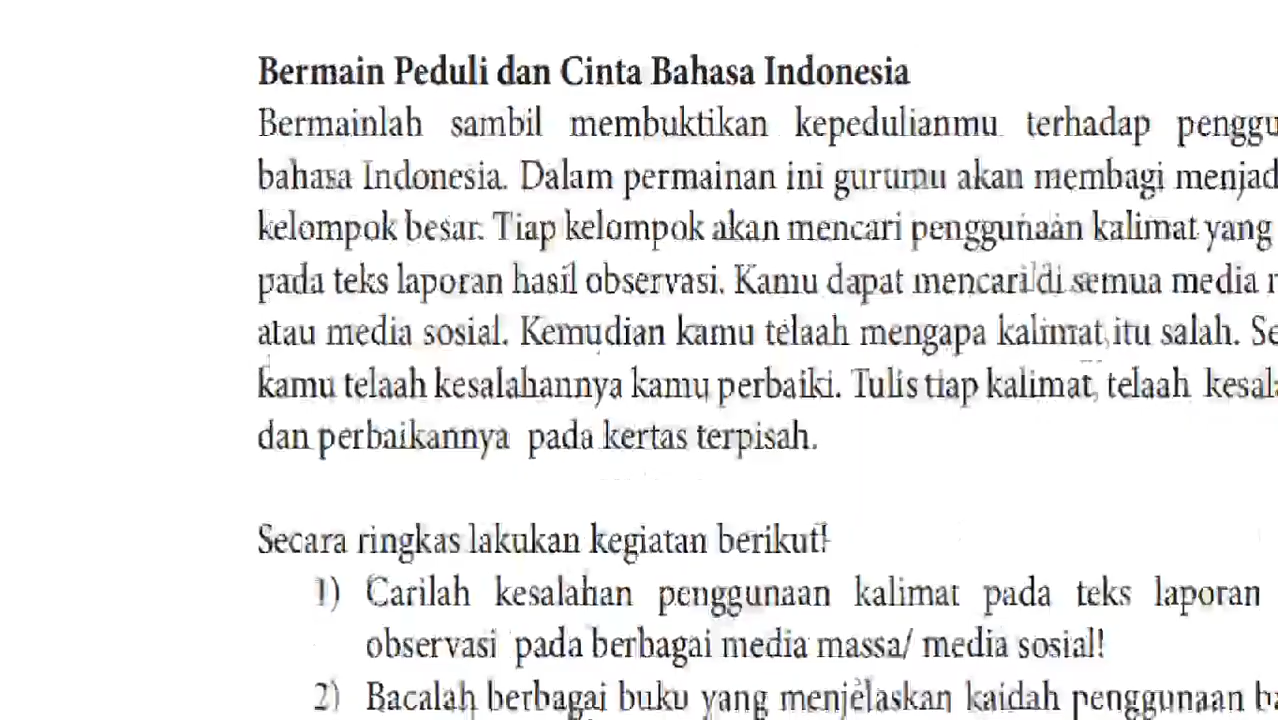 Bermain Peduli dan Cinta Bahasa Indonesia
Bermainlah sambil membuktikan kepedulianmu terhadap penggu
bahasa Indonesia. Dalam permainan ini gurumu akan membagi menjad
kelompok besar. Tiap kelompok akan mencari penggunaan kalimat yang
pada teks laporan hasil observasi. Kamu dapat mencari di semua media
atau media sosial. Kemudian kamu telaah mengapa kalimat itu salah. Se
kamu telaah kesalahannya kamu perbaiki. Tulis tiap kalimat, telaah kesal
dan perbaikannya pada kertas terpisah.
Secara ringkas lakukan kegiatan berikut!
1) Carilah kesalahan penggunaan kalimat pada teks laporan
observasi pada berbagai media massa/ media sosial!
2) Bacalah berbagai buku yang menjelaskan kaidah penggunaan